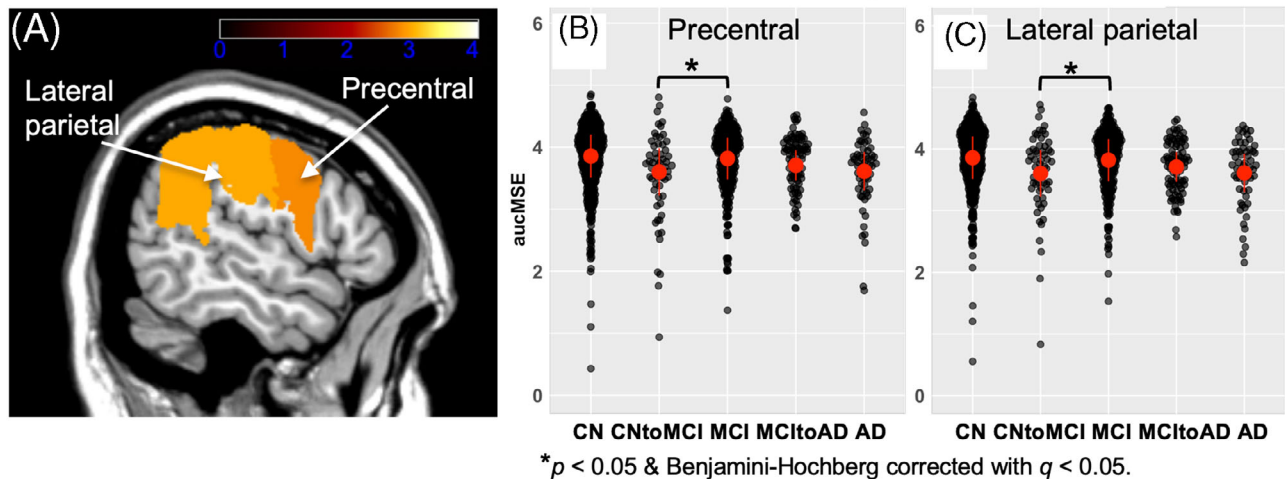 (A)
0 1 2 3 4
Lateral
parietal
Precentral
(B)
Precentral
6
4
2
0
aucMSE
CN CNtoMCI MCI MCItoAD AD
*
(C)
Lateral parietal
6
4
2
0
CN CNtoMCI MCI MCItoAD AD
*
*p < 0.05 & Benjamini-Hochberg corrected with q < 0.05.